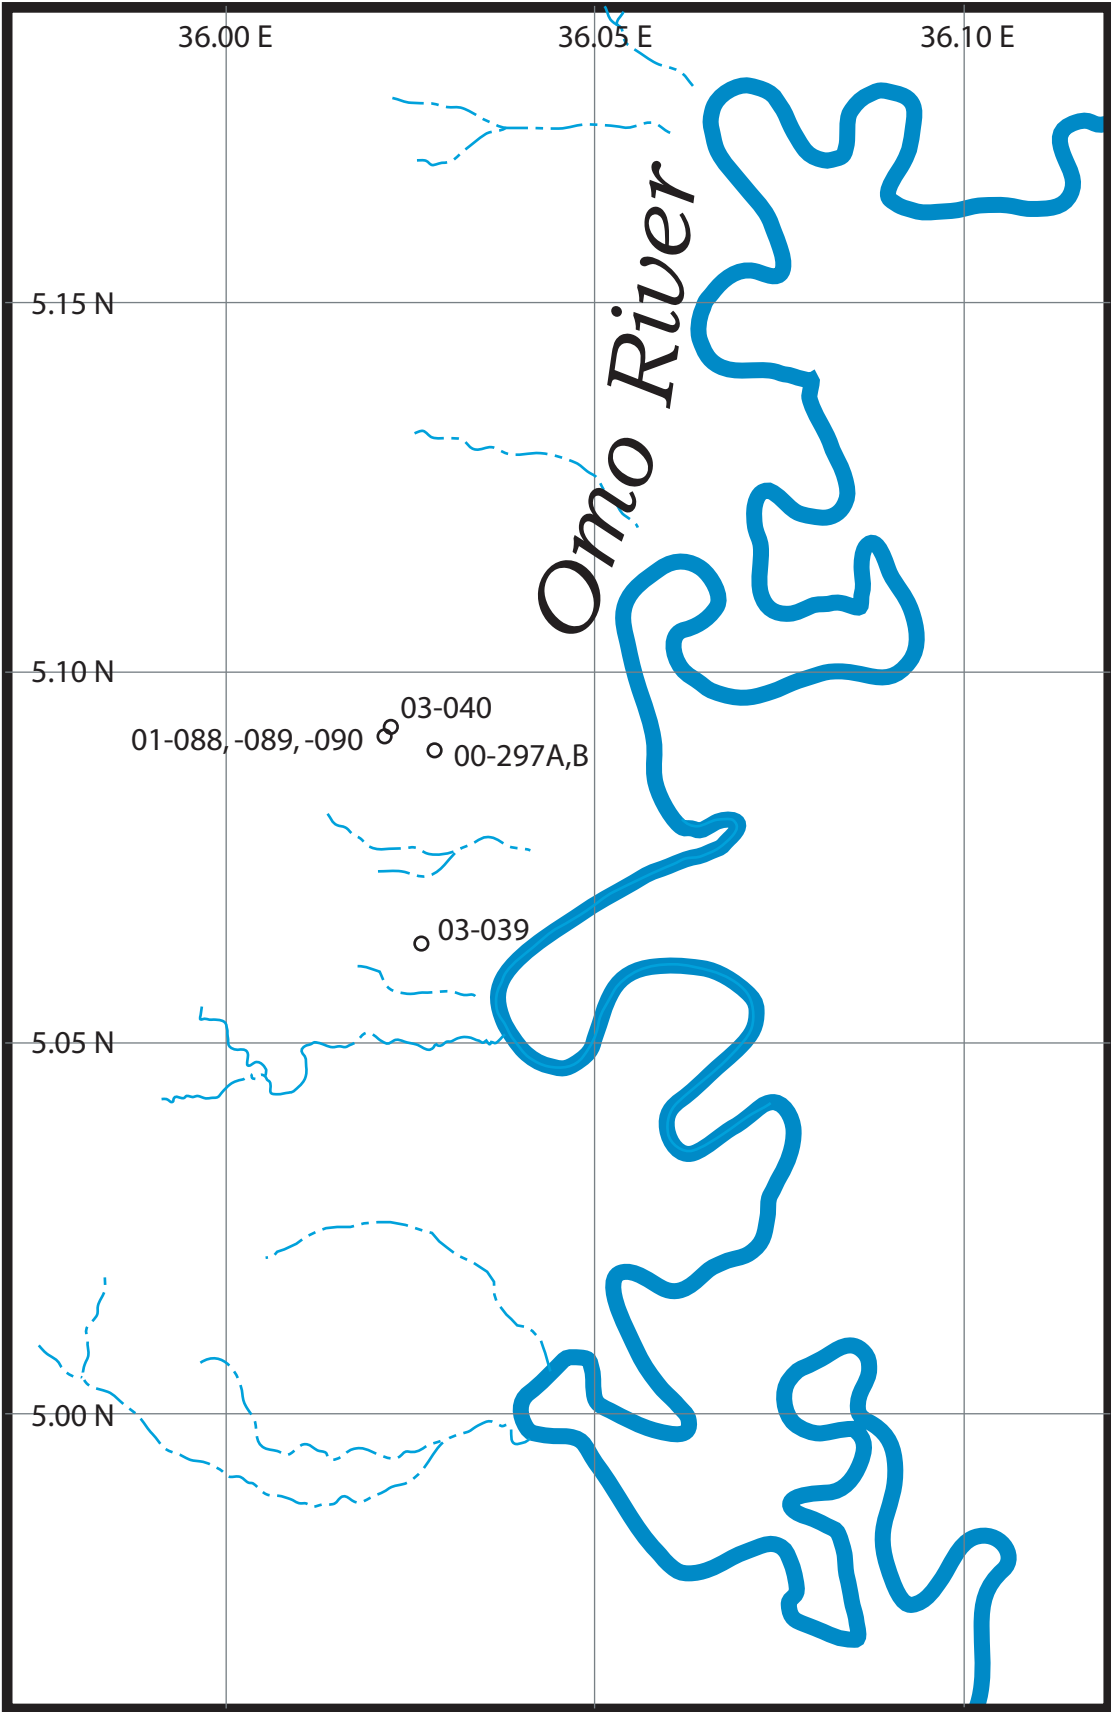 36.00 E
36.05 E
36.10 E
Omo River
5.15 N
5.10 N
03-040
01-088, -089, -090
00-297A,B
03-039
5.05 N
5.00 N